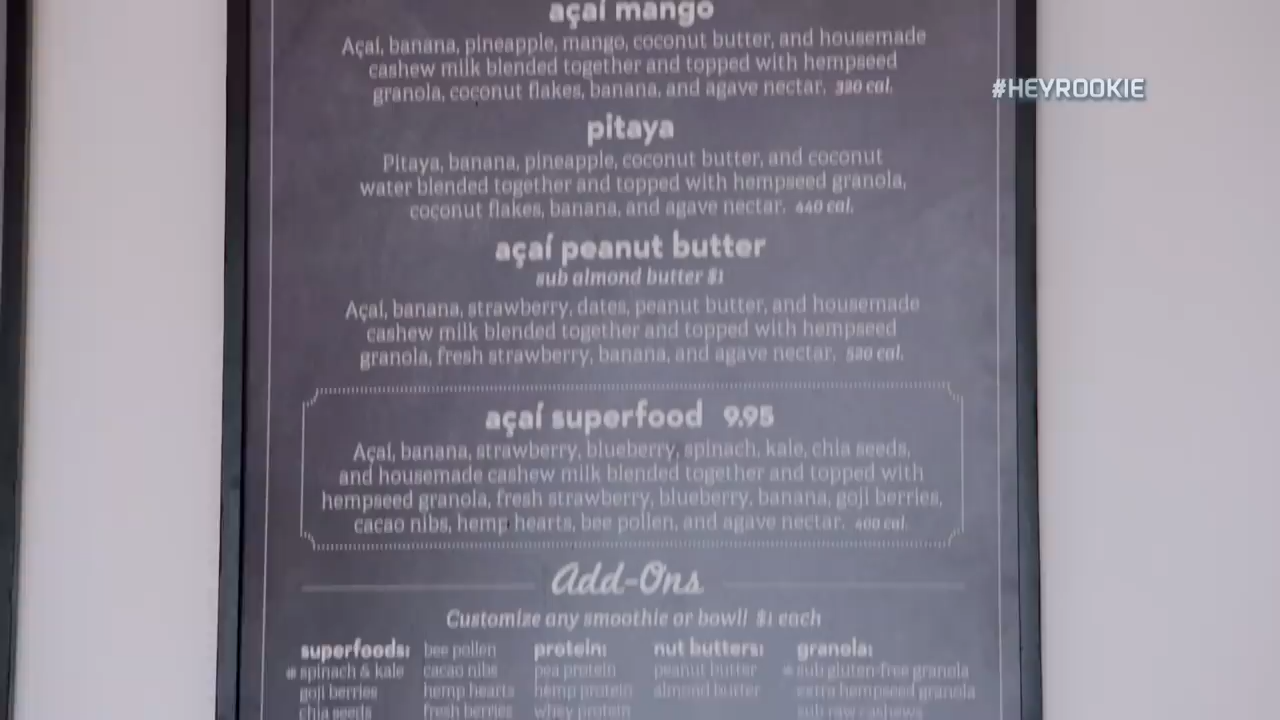 açaí mango
Açaí, banana, pineapple, mango, coconut butter, and housemade
cashew milk blended together and topped with hempseed
granola, coconut flakes, banana, and agave nectar. 390 cal.
#HEYROOKIE
pitaya
Pitaya, banana, pineapple, coconut butter, and coconut
water blended together and topped with hempseed granola,
coconut flakes, banana, and agave nectar. 440 cal.
açaí peanut butter
sub almond butter $1
Açaí, banana, strawberry, dates, peanut butter, and housemade
cashew milk blended together and topped with hempseed
granola, fresh strawberry, banana, and agave nectar. cal.
açaí superfood 9.95
Açaí, banana, strawberry, blueberry, spinach, kale, chia seeds,
and housemade cashew milk blended together and topped with
hempseed granola, fresh strawberry, blueberry, banana, goji berries,
cacao nibs, hemp hearts, bee pollen, and agave nectar. 400 cal.
Add-Ons
Customize any smoothie or bowl! $1 each
superfoods: bee pollen protein: nut butters: granola:
spinach & kale cacao nibs pea protein peanut butter sub gluten-free granola
goji berries hemp hearts hemp protein almond butter extra hempseed granola
chia seeds fresh berries whey protein sub raw cashews